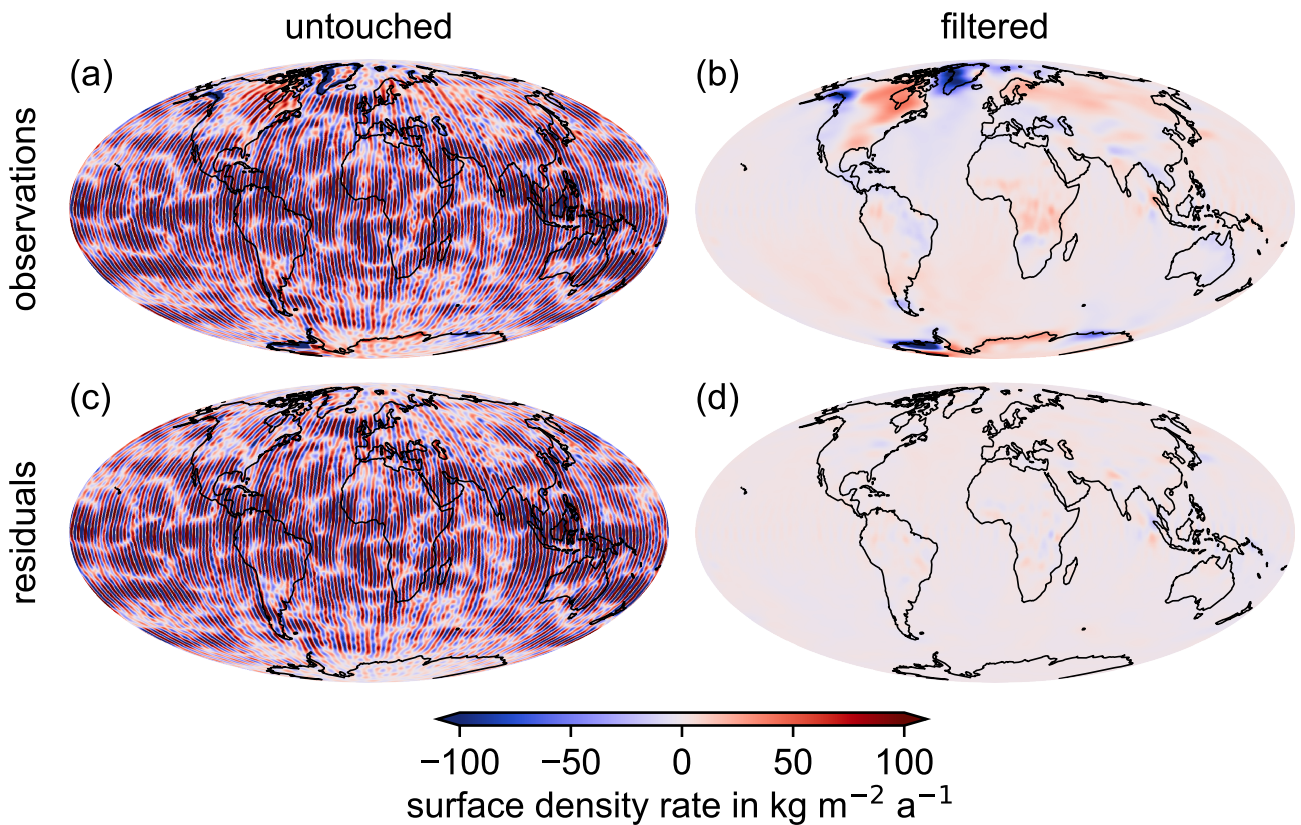 untouched
filtered
(a)
(b)
observations
(c)
(d)
residuals
−100 −50 0 50 100
surface density rate in kg m⁻² a⁻¹